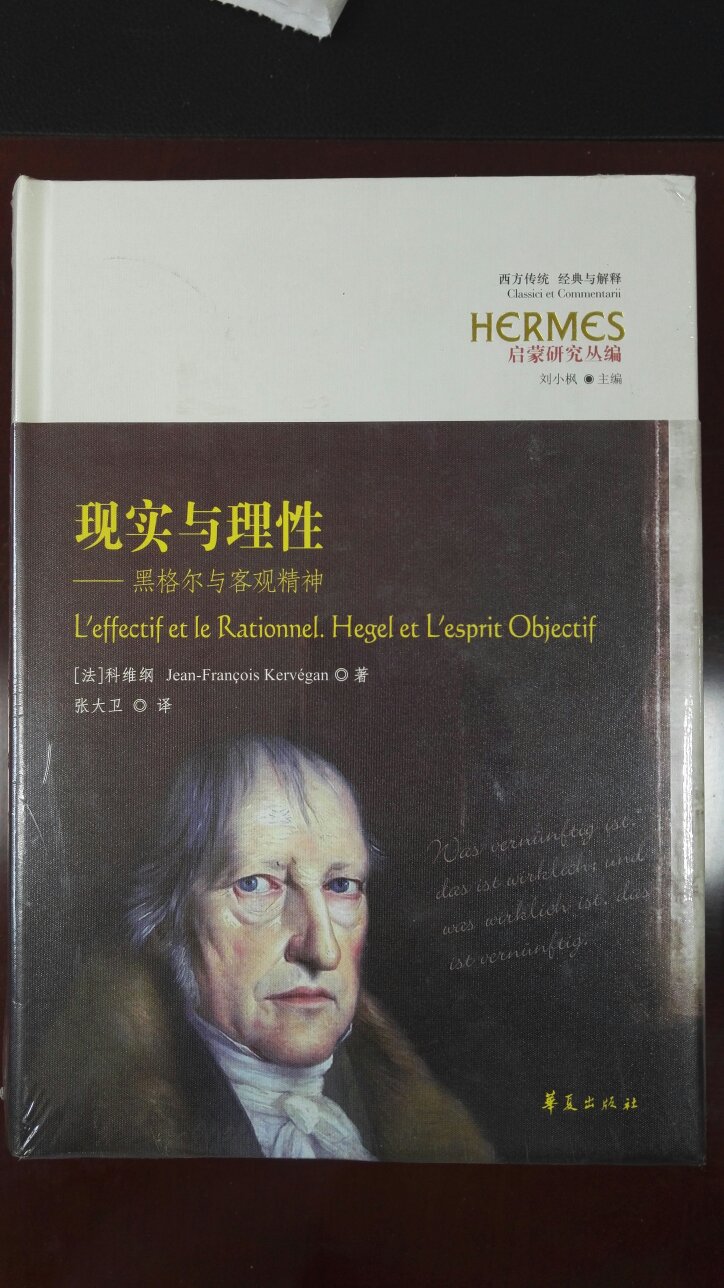 西方传统 经典与解释
Classici et Commentarii
HERMES
启蒙研究丛编
刘小枫 ◉ 主编
现实与理性
—— 黑格尔与客观精神
L'effectif et le Rationnel. Hegel et L'esprit Objectif
[法]科维纲 Jean-François Kervégan ◎ 著
张大卫 ◎ 译
Was vernünftig ist,
das ist wirklich; und
was wirklich ist, das
ist vernünftig.
華夏出版社